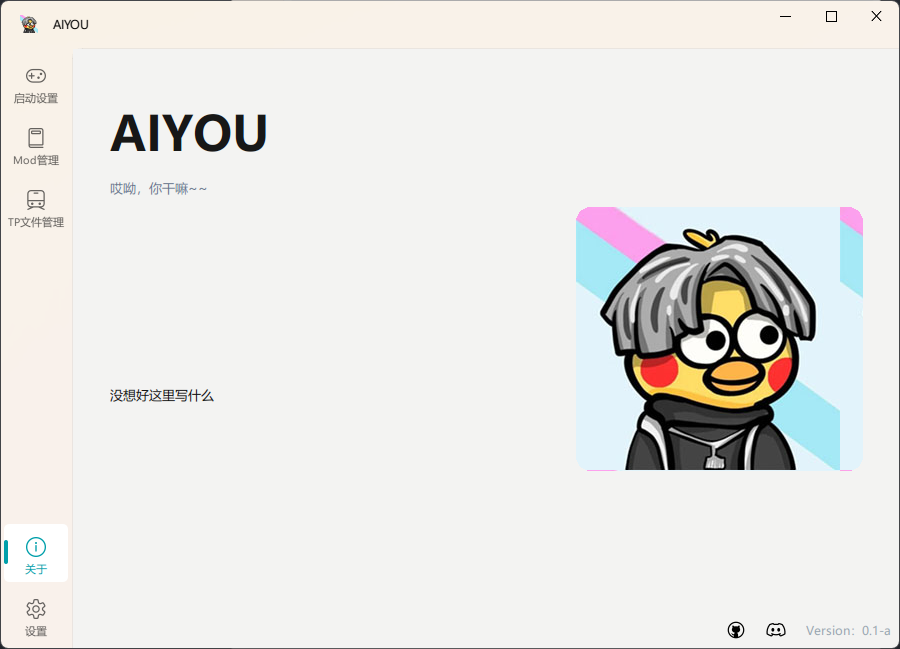 AIYOU
启动设置
Mod管理
TP文件管理
AIYOU
哎呦，你干嘛~~
没想好这里写什么
关于
设置
Version：0.1-a